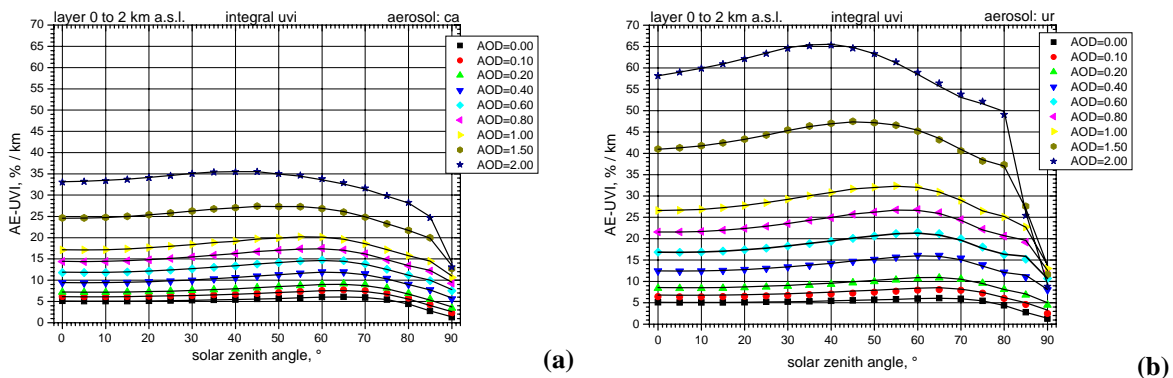 layer 0 to 2 km a.s.l. integral uvi aerosol: ca
AE-UVI, % / km
70
65
60
55
50
45
40
35
30
25
20
15
10
5
0
0 10 20 30 40 50 60 70 80 90
solar zenith angle, °
AOD=0.00
AOD=0.10
AOD=0.20
AOD=0.40
AOD=0.60
AOD=0.80
AOD=1.00
AOD=1.50
AOD=2.00
(a)
layer 0 to 2 km a.s.l. integral uvi aerosol: ur
AE-UVI, % / km
70
65
60
55
50
45
40
35
30
25
20
15
10
5
0
0 10 20 30 40 50 60 70 80 90
solar zenith angle, °
AOD=0.00
AOD=0.10
AOD=0.20
AOD=0.40
AOD=0.60
AOD=0.80
AOD=1.00
AOD=1.50
AOD=2.00
(b)